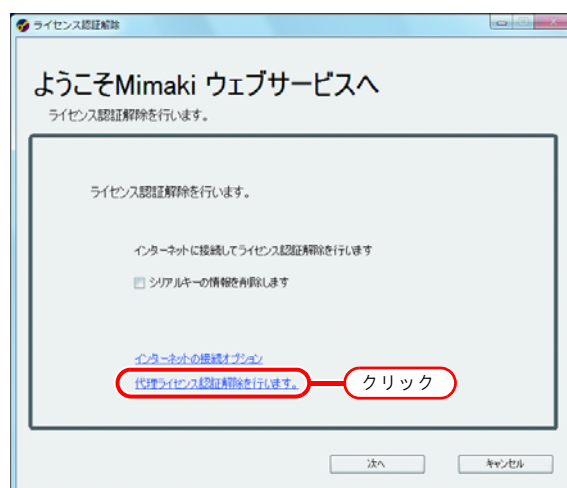 ライセンス認証解除
ようこそMimaki ウェブサービスへ
ライセンス認証解除を行います。
ライセンス認証解除を行います。
インターネットに接続してライセンス認証解除を行います
シリアルキーの情報を削除します
インターネットの接続オプション
代理ライセンス認証解除を行います。
クリック
次へ
キャンセル